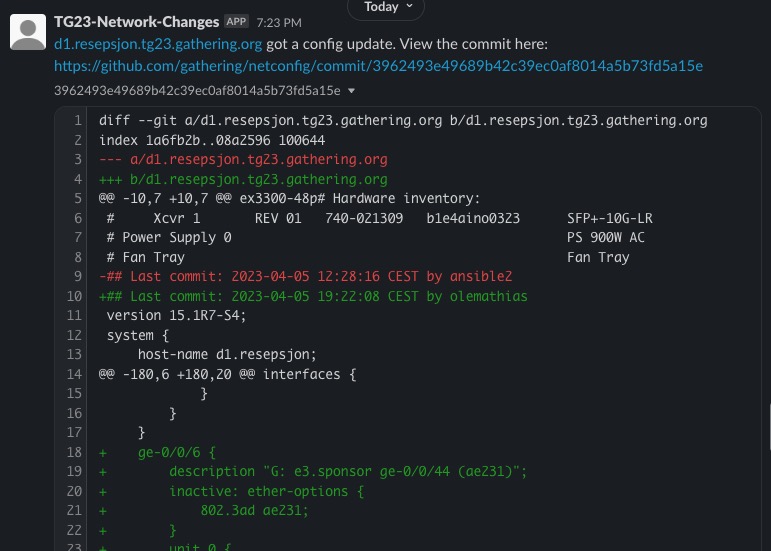 Today
TG23-Network-Changes APP 7:23 PM
d1.resepsjon.tg23.gathering.org got a config update. View the commit here:
https://github.com/gathering/netconfig/commit/3962493e49689b42c39ec0af8014a5b73fd5a15e
3962493e49689b42c39ec0af8014a5b73fd5a15e
1 diff --git a/d1.resepsjon.tg23.gathering.org b/d1.resepsjon.tg23.gathering.org
2 index 1a6fb2b..08a2596 100644
3 --- a/d1.resepsjon.tg23.gathering.org
4 +++ b/d1.resepsjon.tg23.gathering.org
5 @@ -10,7 +10,7 @@ ex3300-48p# Hardware inventory:
6 #     Xcvr 1       REV 01   740-021309   b1e4aino0323      SFP+-10G-LR
7 # Power Supply 0                                           PS 900W AC
8 # Fan Tray                                                 Fan Tray
9 -## Last commit: 2023-04-05 12:28:16 CEST by ansible2
10 +## Last commit: 2023-04-05 19:22:08 CEST by olemathias
11 version 15.1R7-S4;
12 system {
13     host-name d1.resepsjon;
14 @@ -180,6 +180,20 @@ interfaces {
15             }
16         }
17     }
18 +    ge-0/0/6 {
19 +        description "G: e3.sponsor ge-0/0/44 (ae231)";
20 +        inactive: ether-options {
21 +            802.3ad ae231;
22 +        }
23 +        unit 0 {